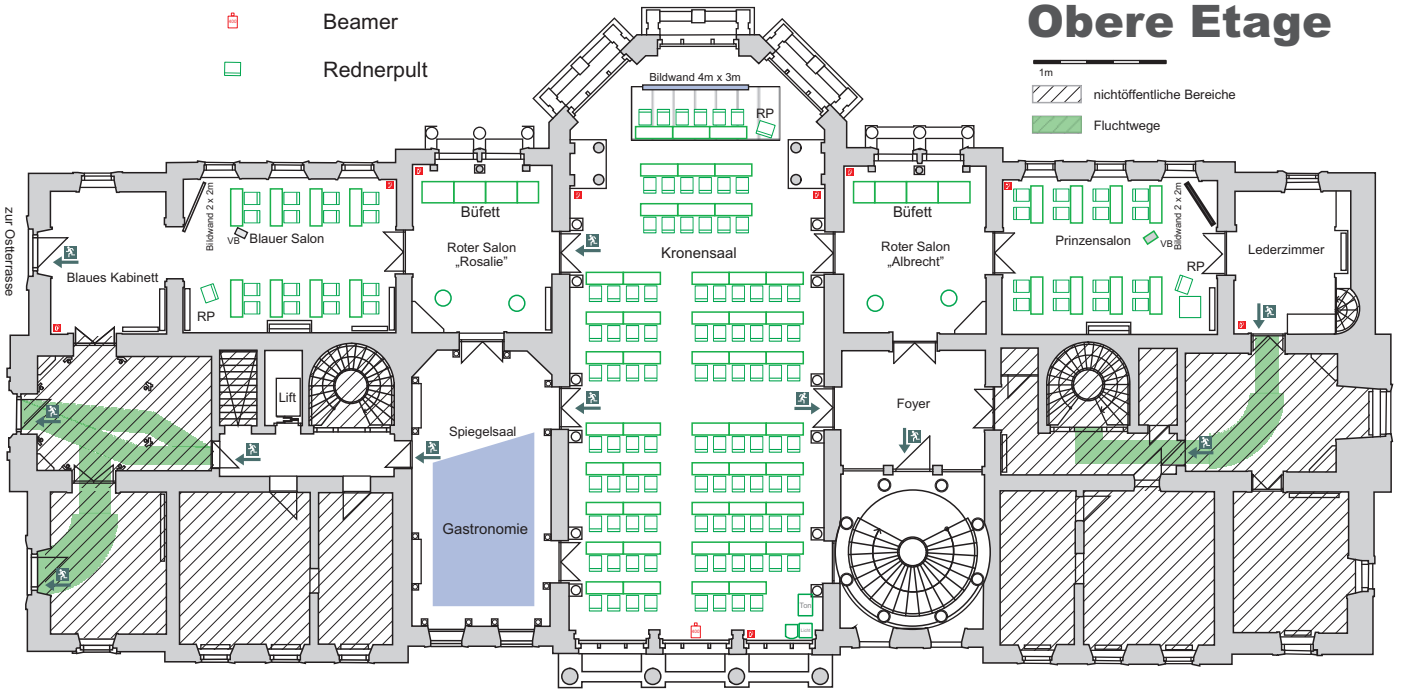 Beamer
Rednerpult
Obere Etage
1m
nichtöffentliche Bereiche
Fluchtwege
Bildwand 4m x 3m
RP
zur Ostterrasse
Blaues Kabinett
Bildwand 2 x 2m
VB
Blauer Salon
RP
Büfett
Roter Salon
„Rosalie"
Kronensaal
Büfett
Roter Salon
„Albrecht"
Prinzensalon
Bildwand 2 x 2m
VB
RP
Lederzimmer
Lift
Spiegelsaal
Foyer
Gastronomie
Ton